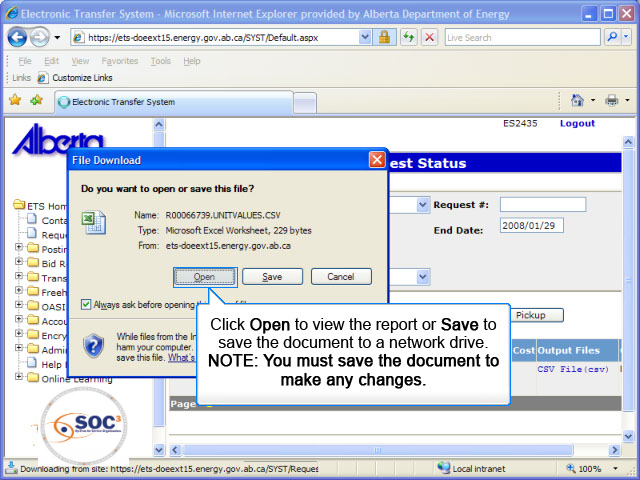 Electronic Transfer System - Microsoft Internet Explorer provided by Alberta Department of Energy
https://ets-doeext15.energy.gov.ab.ca/SYST/Default.aspx
Live Search
File Edit View Favorites Tools Help
Links Customize Links
Electronic Transfer System
ES2435 Logout
Alberta
File Download
est Status
Do you want to open or save this file?
Name: R00066739.UNITVALUES.CSV
Type: Microsoft Excel Worksheet, 229 bytes
From: ets-doeext15.energy.gov.ab.ca
Open Save Cancel
Always ask before opening
While files from the In
harm your computer.
save this file. What's
Request #:
End Date: 2008/01/29
Pickup
Cost Output Files
CSV File(csv)
Page
ETS Hom
Conta
Reque
Postin
Bid R
Trans
Freeh
OASI
Accou
Encry
Admi
Help
Online Learning
Click Open to view the report or Save to
save the document to a network drive.
NOTE: You must save the document to
make any changes.
SOC3
Downloading from site: https://ets-doeext15.energy.gov.ab.ca/SYST/Reques
Local intranet
100%